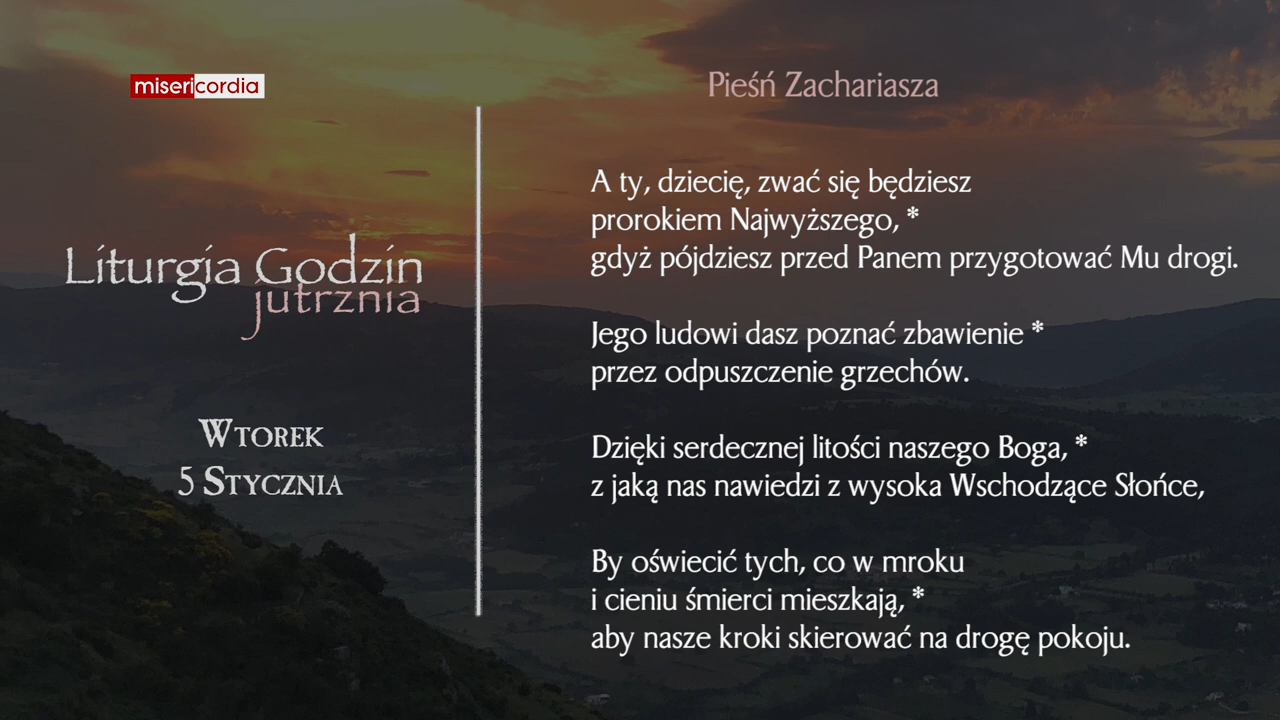 misericordia
Liturgia Godzin
jutrznia
Wtorek
5 Stycznia
Pieśń Zachariasza
A ty, dziecię, zwać się będziesz
prorokiem Najwyższego, *
gdyż pójdziesz przed Panem przygotować Mu drogi.
Jego ludowi dasz poznać zbawienie *
przez odpuszczenie grzechów.
Dzięki serdecznej litości naszego Boga, *
z jaką nas nawiedzi z wysoka Wschodzące Słońce,
By oświecić tych, co w mroku
i cieniu śmierci mieszkają, *
aby nasze kroki skierować na drogę pokoju.